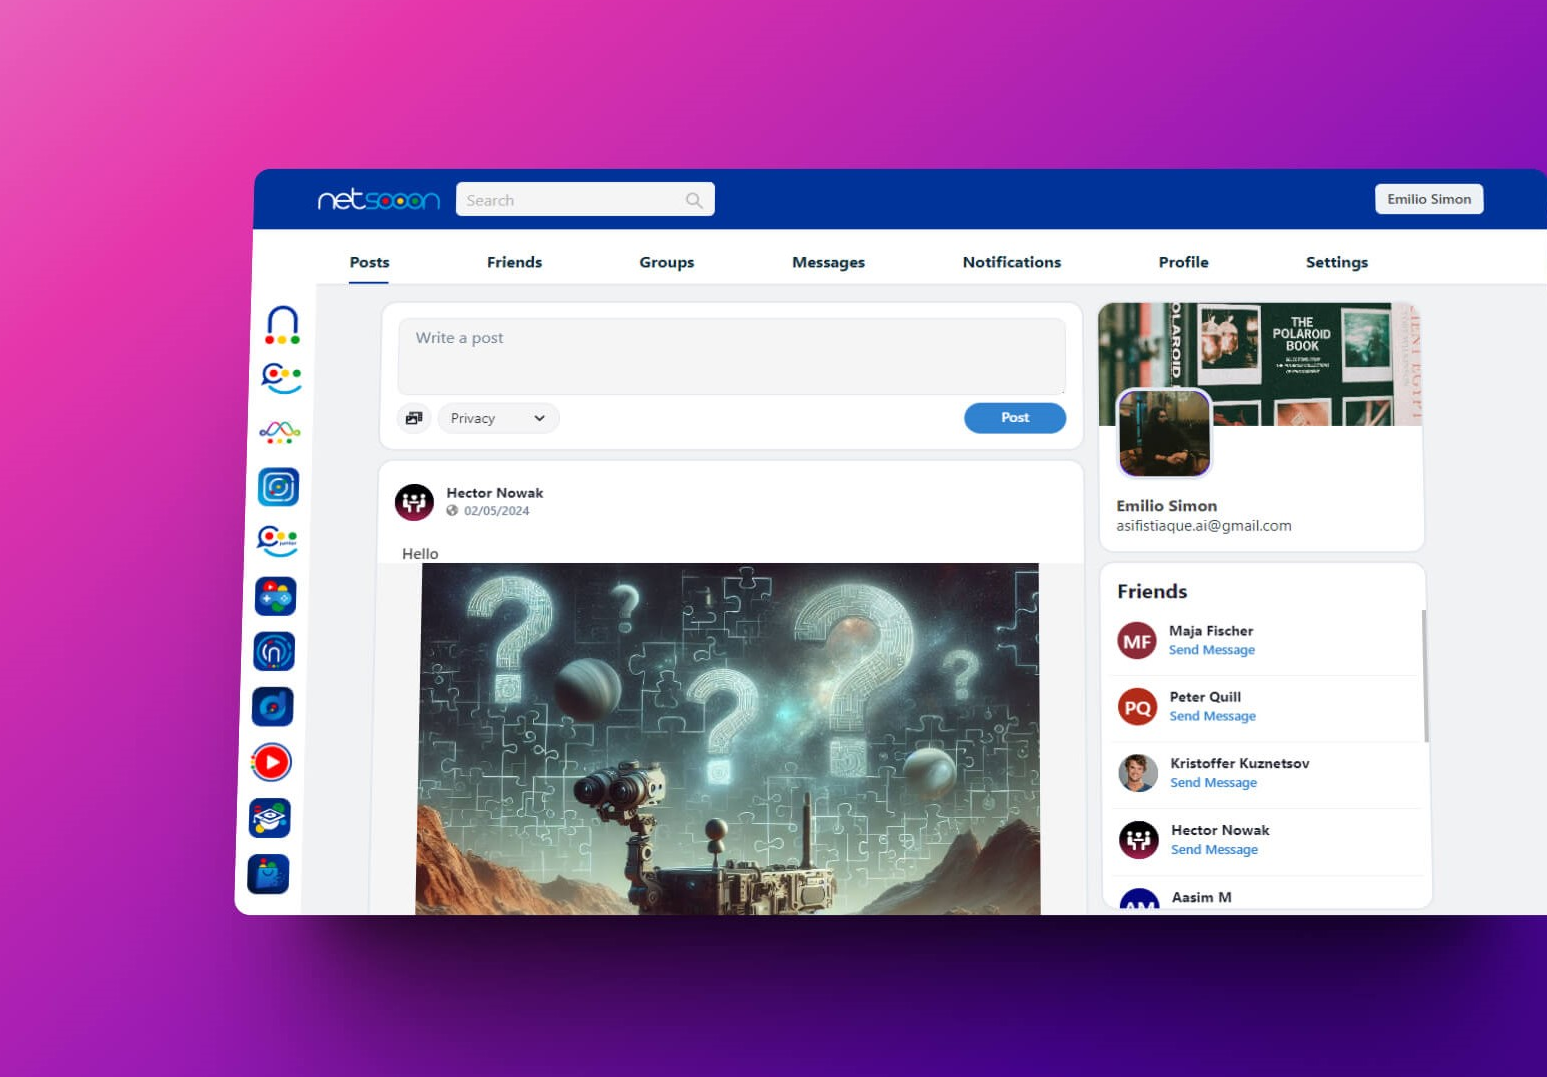 netsooon
Search
Emilio Simon
Posts
Friends
Groups
Messages
Notifications
Profile
Settings
Write a post
Privacy
Post
Hector Nowak
02/05/2024
Hello
OLAROID
THE
POLAROID
BOOK
Emilio Simon
asifistiaque.ai@gmail.com
Friends
MF
Maja Fischer
Send Message
PQ
Peter Quill
Send Message
Kristoffer Kuznetsov
Send Message
Hector Nowak
Send Message
AM
Aasim M